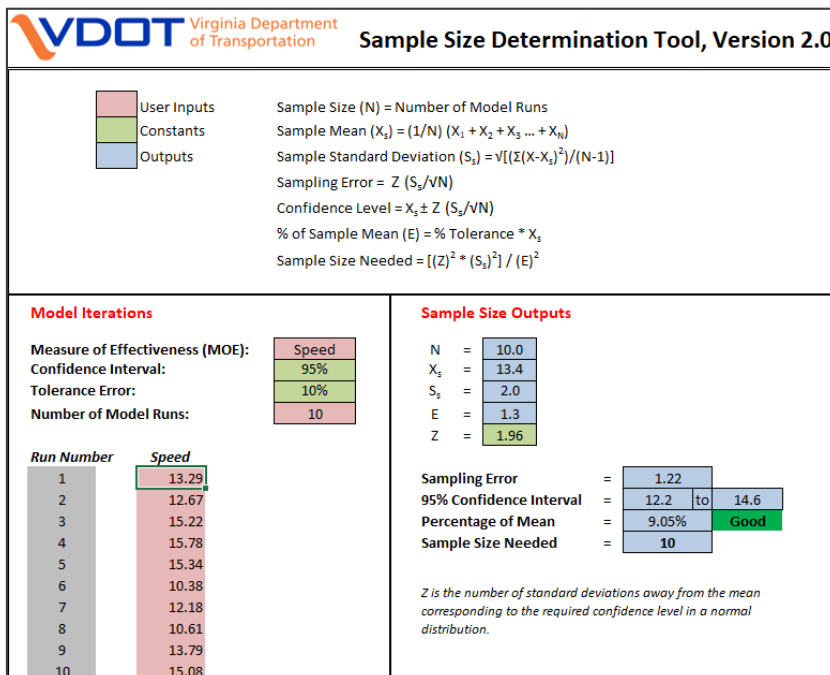 VDOT Virginia Department
of Transportation
Sample Size Determination Tool, Version 2.0
User Inputs
Constants
Outputs
Sample Size (N) = Number of Model Runs
Sample Mean (Xs) = (1/N) (X1 + X2 + X3 ... + XN)
Sample Standard Deviation (Ss) = √[(Σ(X-Xs)²)/(N-1)]
Sampling Error = Z (Ss/√N)
Confidence Level = Xs ± Z (Ss/√N)
% of Sample Mean (E) = % Tolerance * Xs
Sample Size Needed = [(Z)² * (Ss)²] / (E)²
Model Iterations
Measure of Effectiveness (MOE): Speed
Confidence Interval: 95%
Tolerance Error: 10%
Number of Model Runs: 10
Run Number Speed
1 13.29
2 12.67
3 15.22
4 15.78
5 15.34
6 10.38
7 12.18
8 10.61
9 13.79
10 15.08
Sample Size Outputs
N = 10.0
Xs = 13.4
Ss = 2.0
E = 1.3
Z = 1.96
Sampling Error = 1.22
95% Confidence Interval = 12.2 to 14.6
Percentage of Mean = 9.05% Good
Sample Size Needed = 10
Z is the number of standard deviations away from the mean
corresponding to the required confidence level in a normal
distribution.